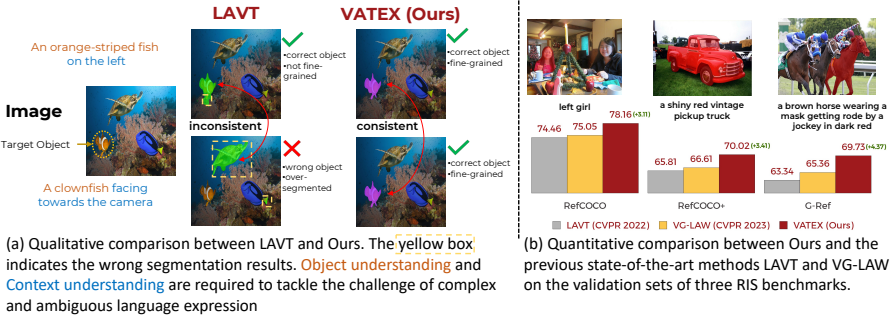 LAVT
VATEX (Ours)
An orange-striped fish
on the left
correct object
not fine-
grained
correct object
fine-grained
Image
Target Object
inconsistent
consistent
A clownfish facing
towards the camera
wrong object
over-
segmented
correct object
fine-grained
(a) Qualitative comparison between LAVT and Ours. The yellow box
indicates the wrong segmentation results. Object understanding and
Context understanding are required to tackle the challenge of complex
and ambiguous language expression
left girl
a shiny red vintage
pickup truck
a brown horse wearing a
mask getting rode by a
jockey in dark red
74.46
75.05
78.16(+3.11)
65.81
66.61
70.02(+3.41)
63.34
65.36
69.73(+4.37)
RefCOCO
RefCOCO+
G-Ref
LAVT (CVPR 2022)
VG-LAW (CVPR 2023)
VATEX (Ours)
(b) Quantitative comparison between Ours and the
previous state-of-the-art methods LAVT and VG-LAW
on the validation sets of three RIS benchmarks.